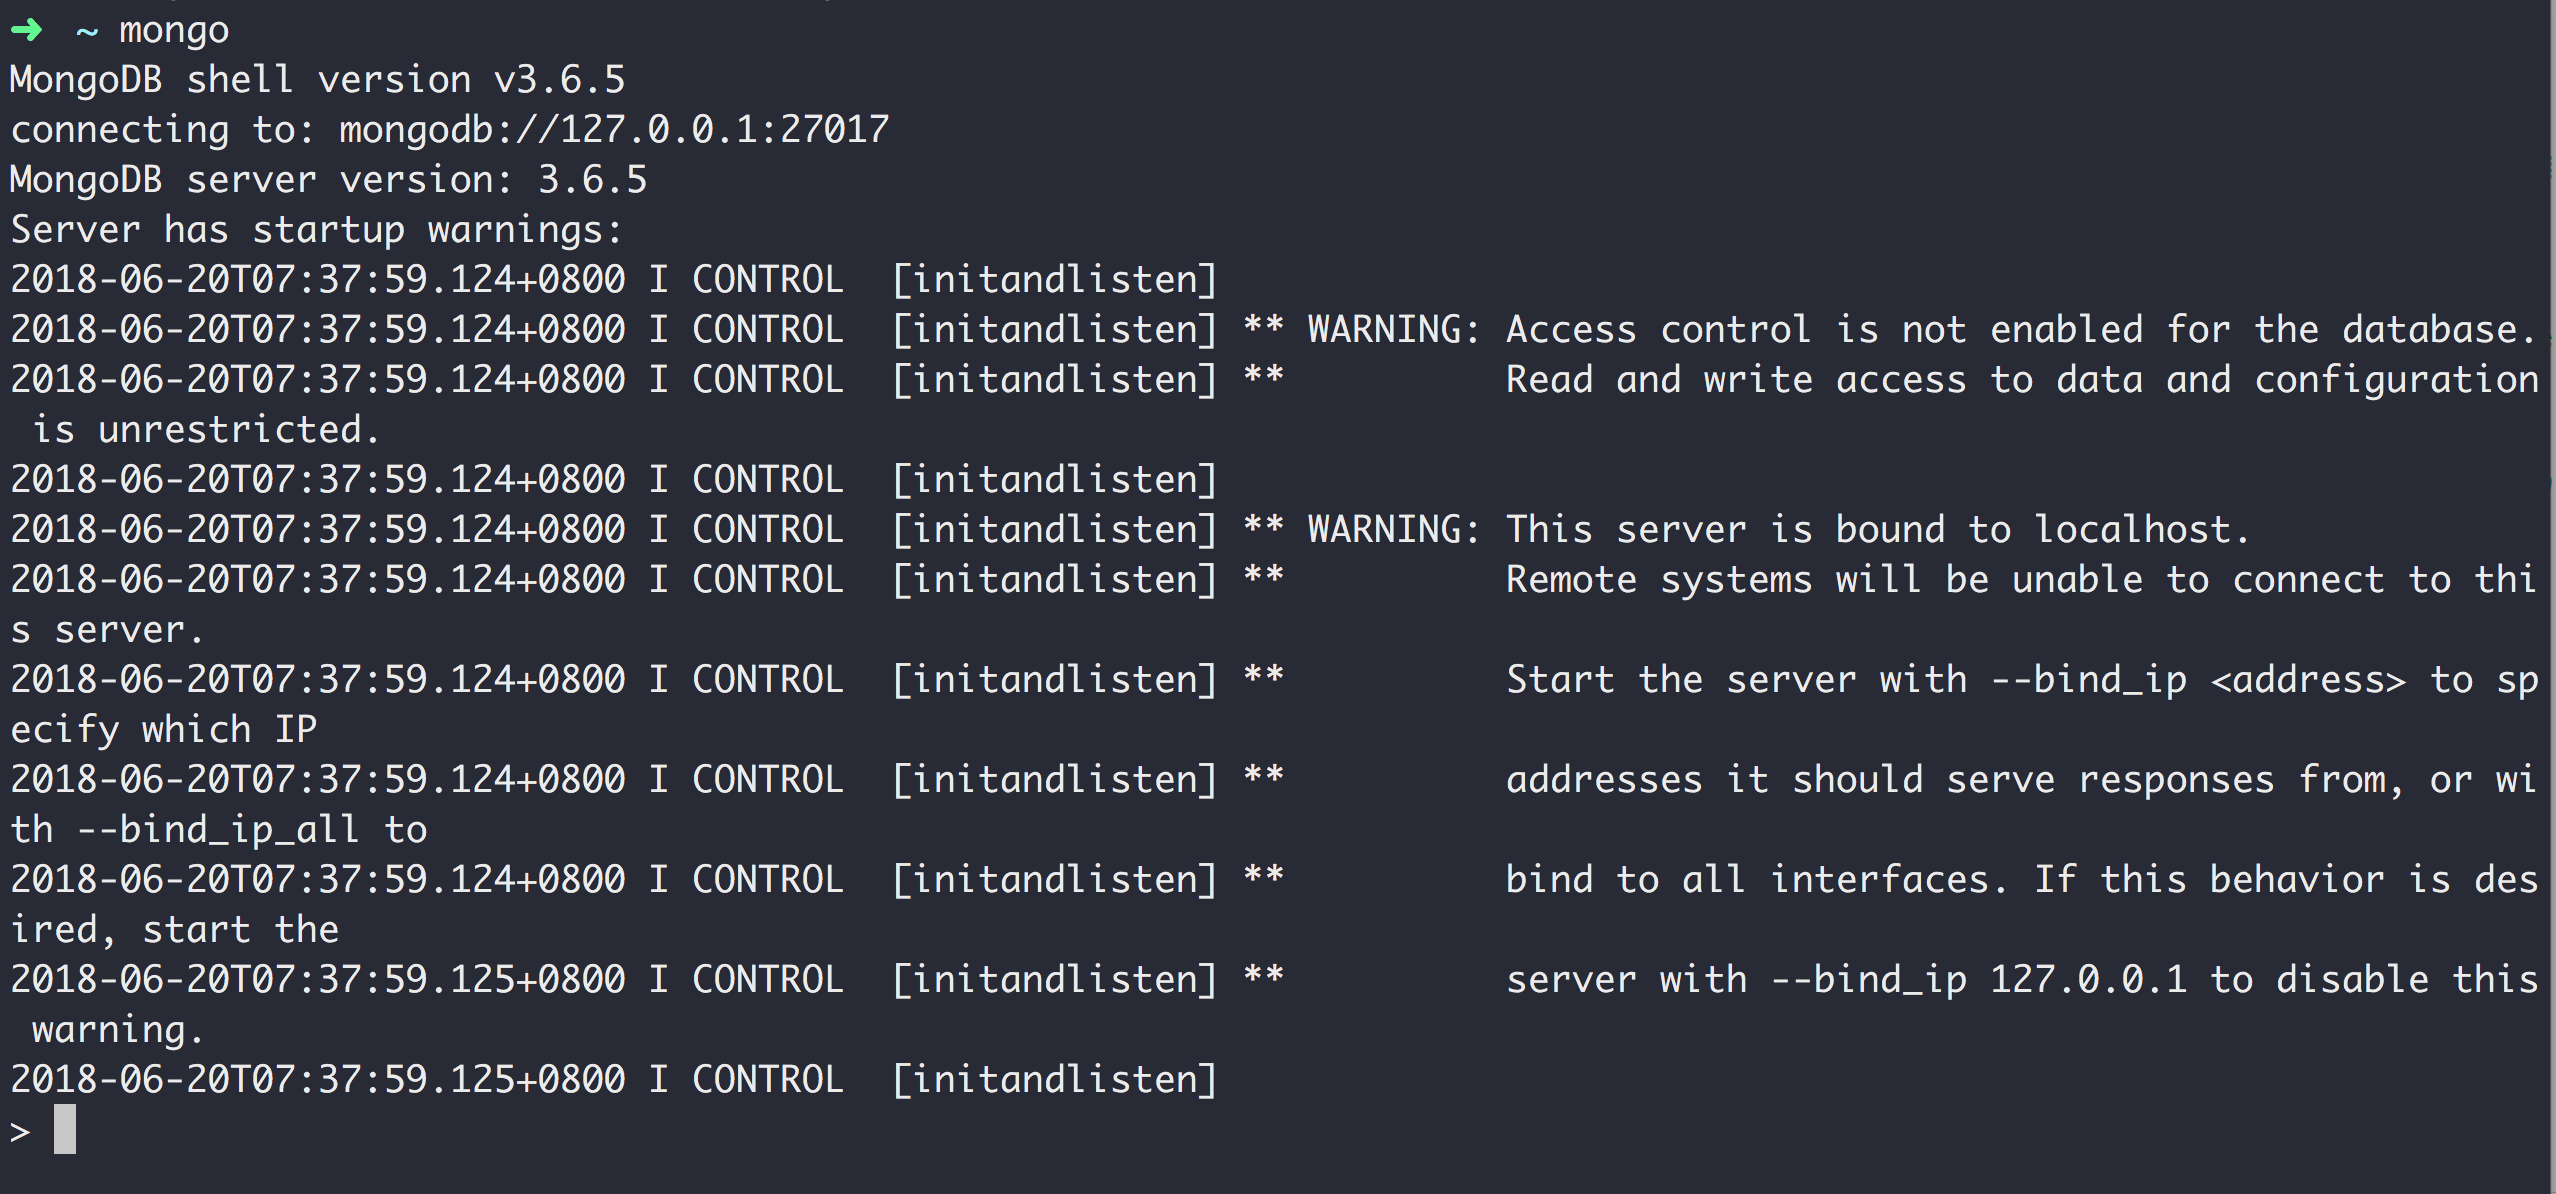 ➜  ~ mongo
MongoDB shell version v3.6.5
connecting to: mongodb://127.0.0.1:27017
MongoDB server version: 3.6.5
Server has startup warnings:
2018-06-20T07:37:59.124+0800 I CONTROL  [initandlisten]
2018-06-20T07:37:59.124+0800 I CONTROL  [initandlisten] ** WARNING: Access control is not enabled for the database.
2018-06-20T07:37:59.124+0800 I CONTROL  [initandlisten] **          Read and write access to data and configuration
 is unrestricted.
2018-06-20T07:37:59.124+0800 I CONTROL  [initandlisten]
2018-06-20T07:37:59.124+0800 I CONTROL  [initandlisten] ** WARNING: This server is bound to localhost.
2018-06-20T07:37:59.124+0800 I CONTROL  [initandlisten] **          Remote systems will be unable to connect to thi
s server.
2018-06-20T07:37:59.124+0800 I CONTROL  [initandlisten] **          Start the server with --bind_ip <address> to sp
ecify which IP
2018-06-20T07:37:59.124+0800 I CONTROL  [initandlisten] **          addresses it should serve responses from, or wi
th --bind_ip_all to
2018-06-20T07:37:59.124+0800 I CONTROL  [initandlisten] **          bind to all interfaces. If this behavior is des
ired, start the
2018-06-20T07:37:59.125+0800 I CONTROL  [initandlisten] **          server with --bind_ip 127.0.0.1 to disable this
 warning.
2018-06-20T07:37:59.125+0800 I CONTROL  [initandlisten]
>